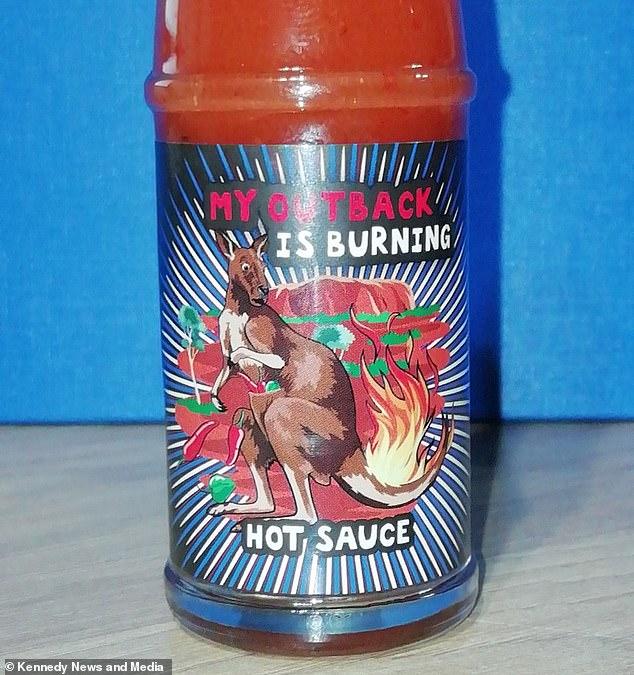 MY OUTBACK
IS BURNING
HOT SAUCE
© Kennedy News and Media